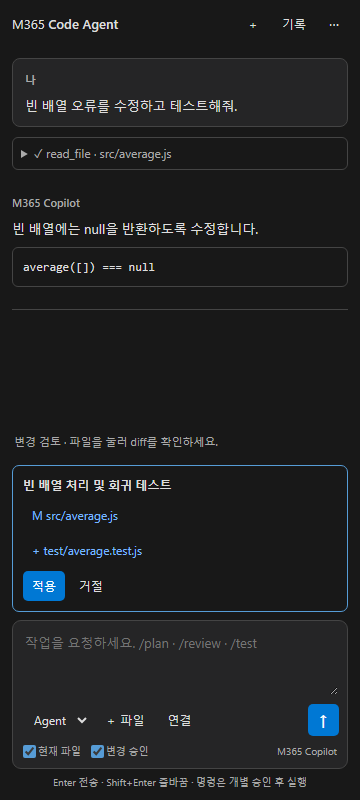 M365 Code Agent + 기록 ···
나
빈 배열 오류를 수정하고 테스트해줘.
▶ ✓ read_file · src/average.js
M365 Copilot
빈 배열에는 null을 반환하도록 수정합니다.
average([]) === null
변경 검토 · 파일을 눌러 diff를 확인하세요.
빈 배열 처리 및 회귀 테스트
M src/average.js
+ test/average.test.js
적용 거절
작업을 요청하세요. /plan · /review · /test
Agent + 파일 연결 ↑
현재 파일 변경 승인 M365 Copilot
Enter 전송 · Shift+Enter 줄바꿈 · 명령은 개별 승인 후 실행